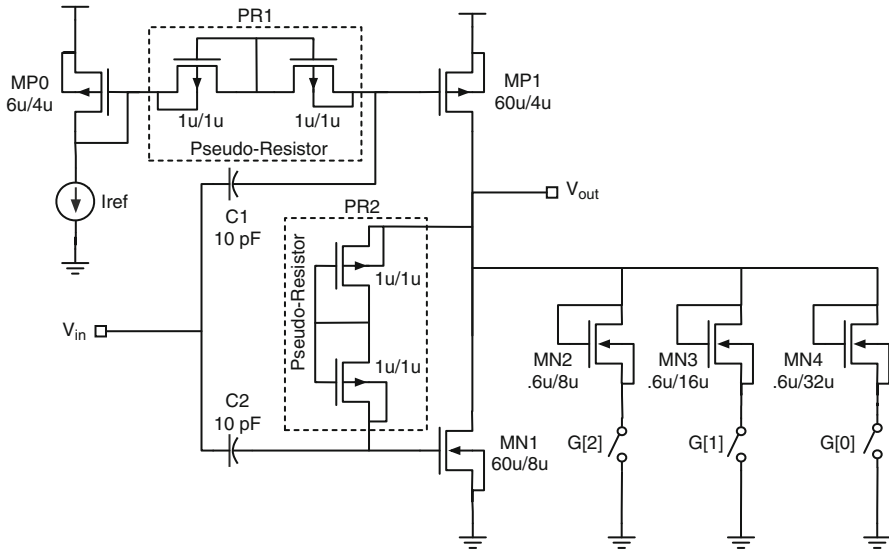 PR1
MP0
6u/4u
1u/1u
1u/1u
Pseudo-Resistor
MP1
60u/4u
Iref
C1
10 pF
Vout
PR2
Pseudo-Resistor
1u/1u
1u/1u
Vin
C2
10 pF
MN1
60u/8u
MN2
.6u/8u
MN3
.6u/16u
MN4
.6u/32u
G[2]
G[1]
G[0]